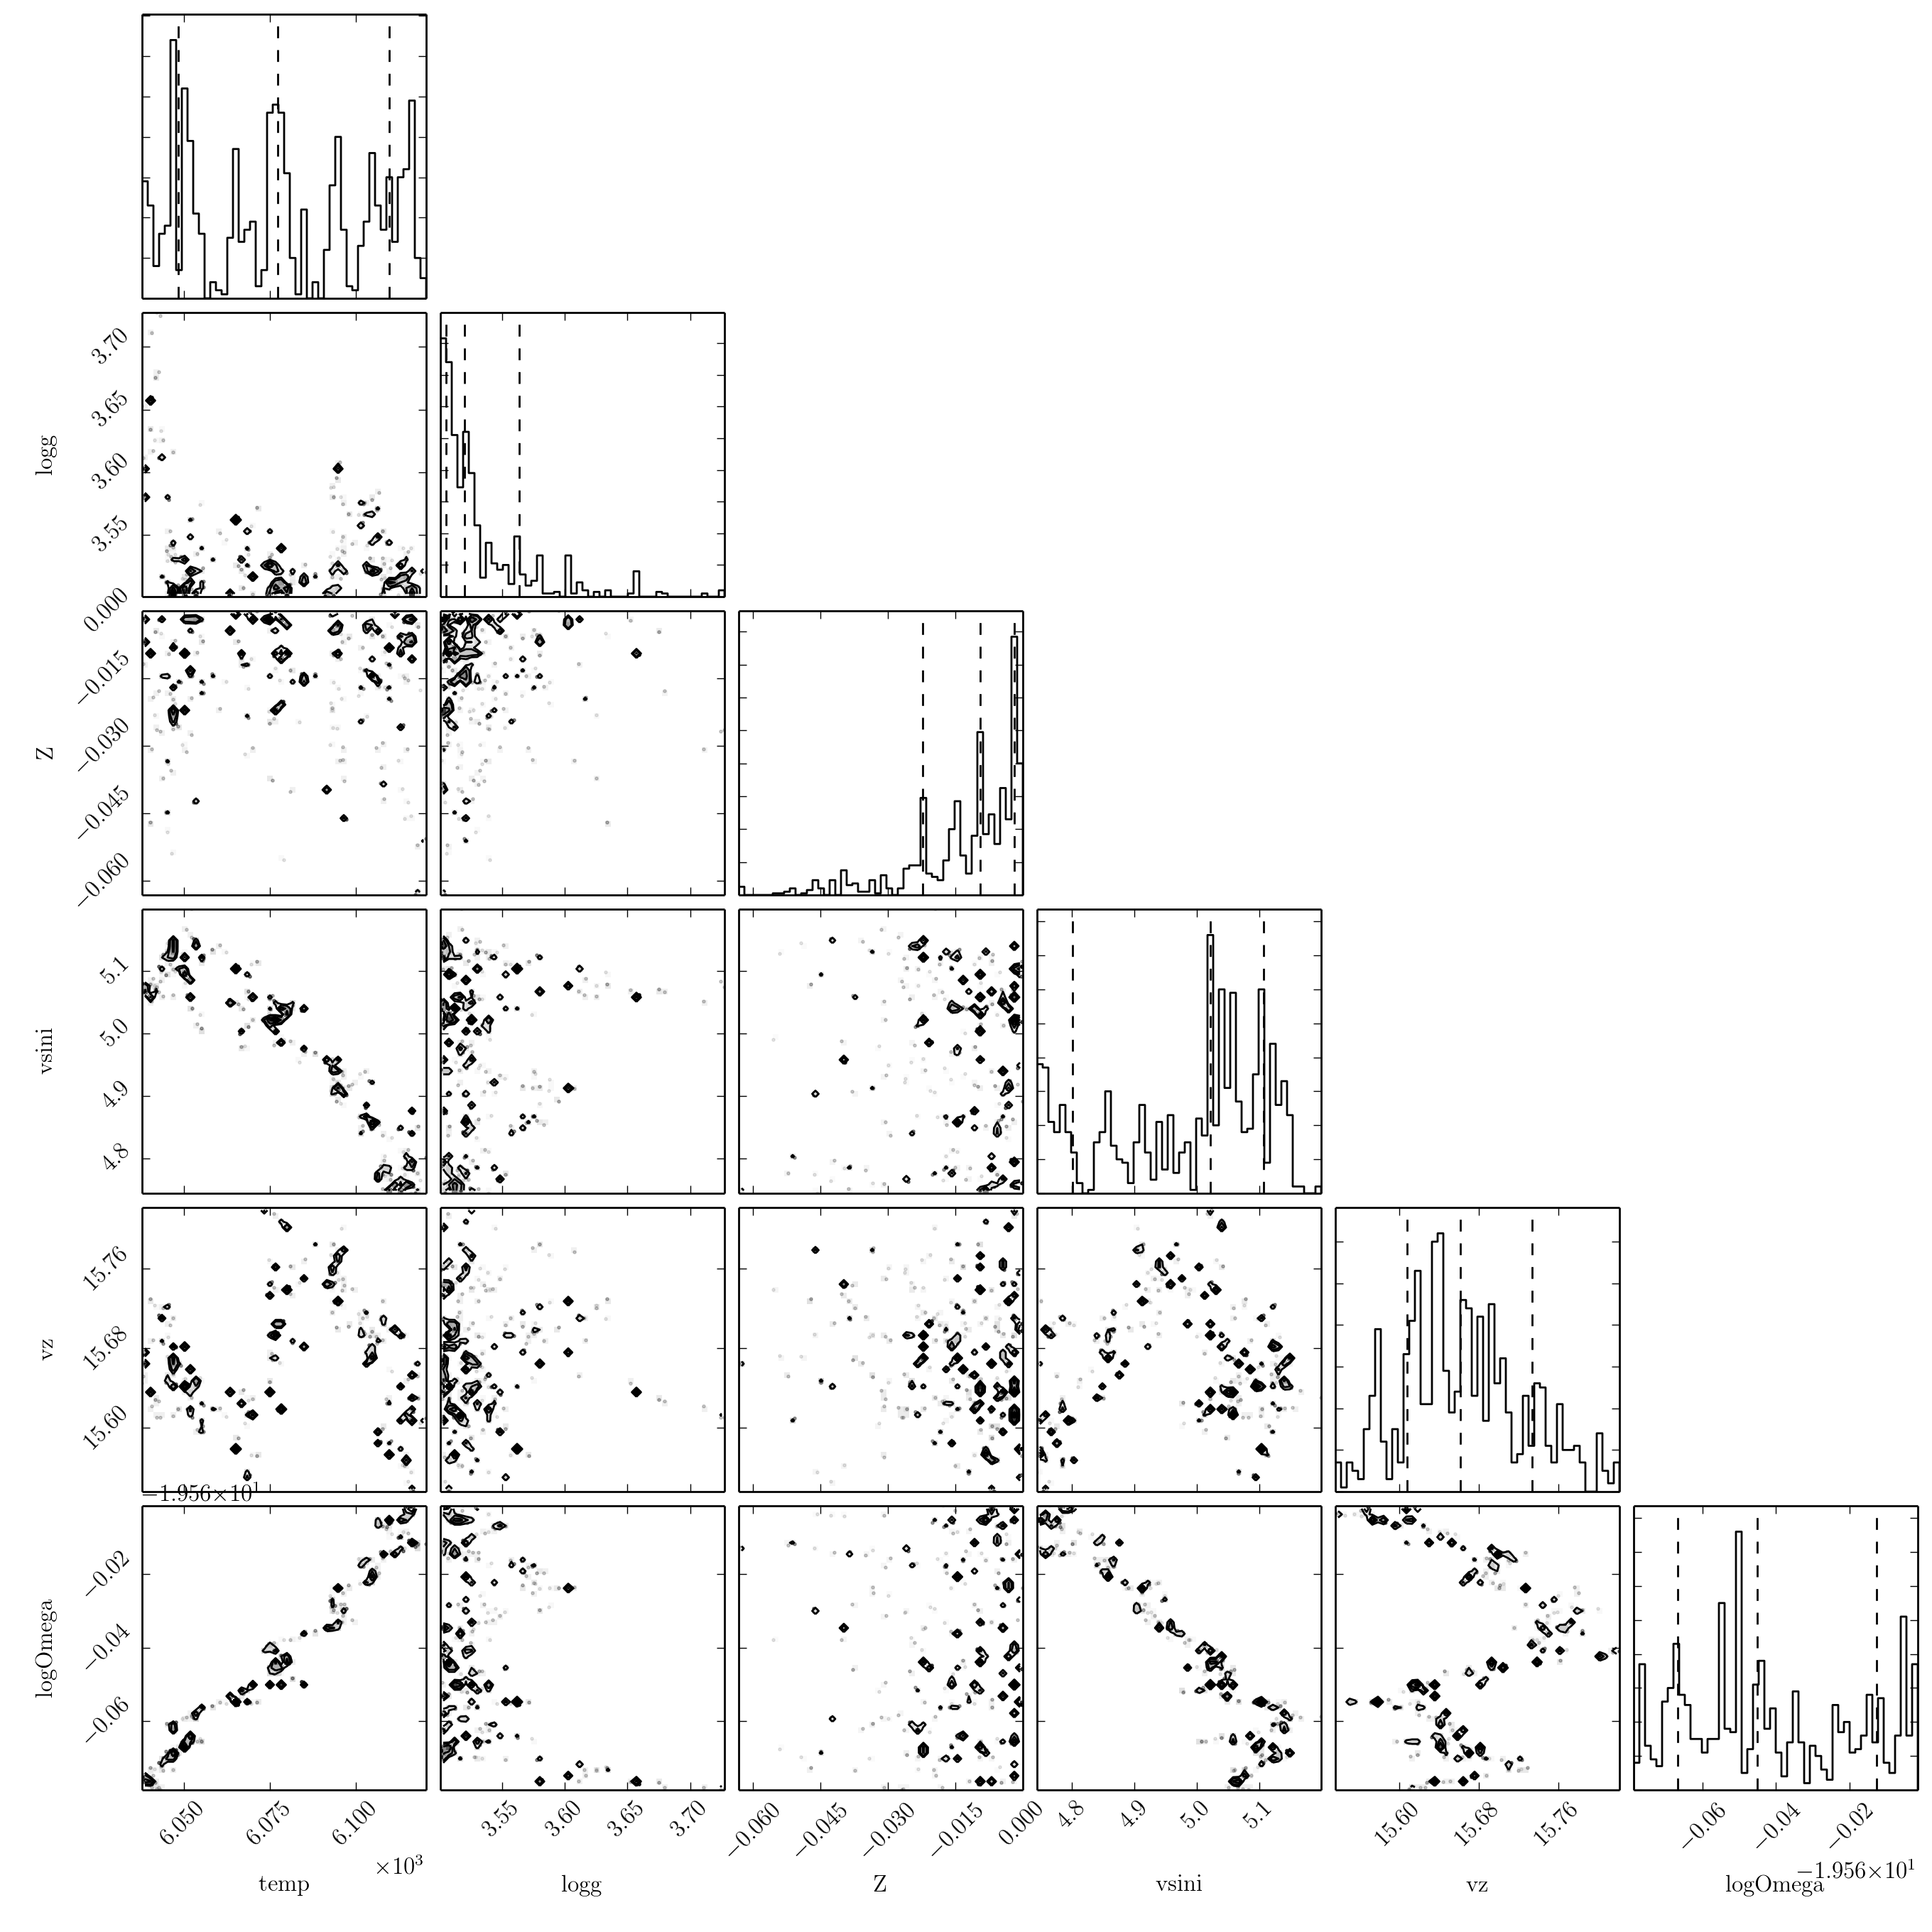 3.70
3.65
3.60
3.55
logg
0.000
−0.015
−0.030
−0.045
−0.060
Z
5.1
5.0
4.9
4.8
vsini
15.76
15.68
15.60
vz
−1.956×10¹
−0.02
−0.04
−0.06
logOmega
6.050 6.075 6.100
×10³
temp
3.55 3.60 3.65 3.70
logg
−0.060 −0.045 −0.030 −0.015 0.000
Z
4.8 4.9 5.0 5.1
vsini
15.60 15.68 15.76
vz
−0.06 −0.04 −0.02
−1.956×10¹
logOmega